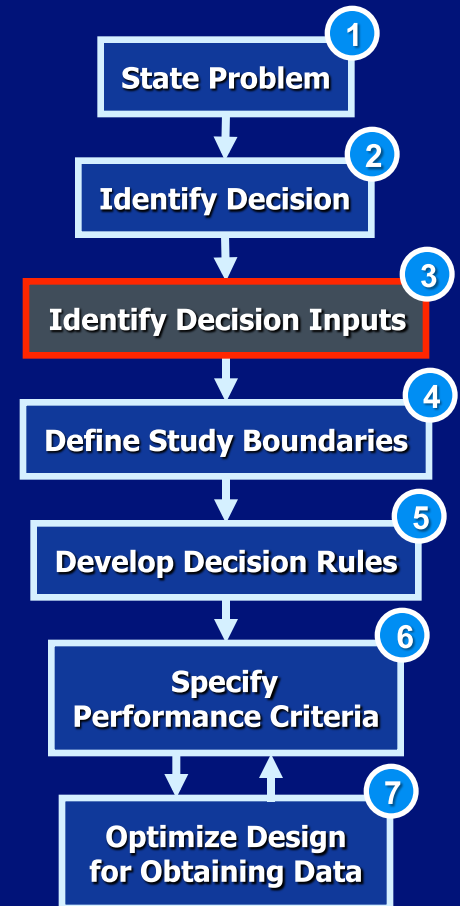 1
State Problem
2
Identify Decision
3
Identify Decision Inputs
4
Define Study Boundaries
5
Develop Decision Rules
6
Specify
Performance Criteria
7
Optimize Design
for Obtaining Data